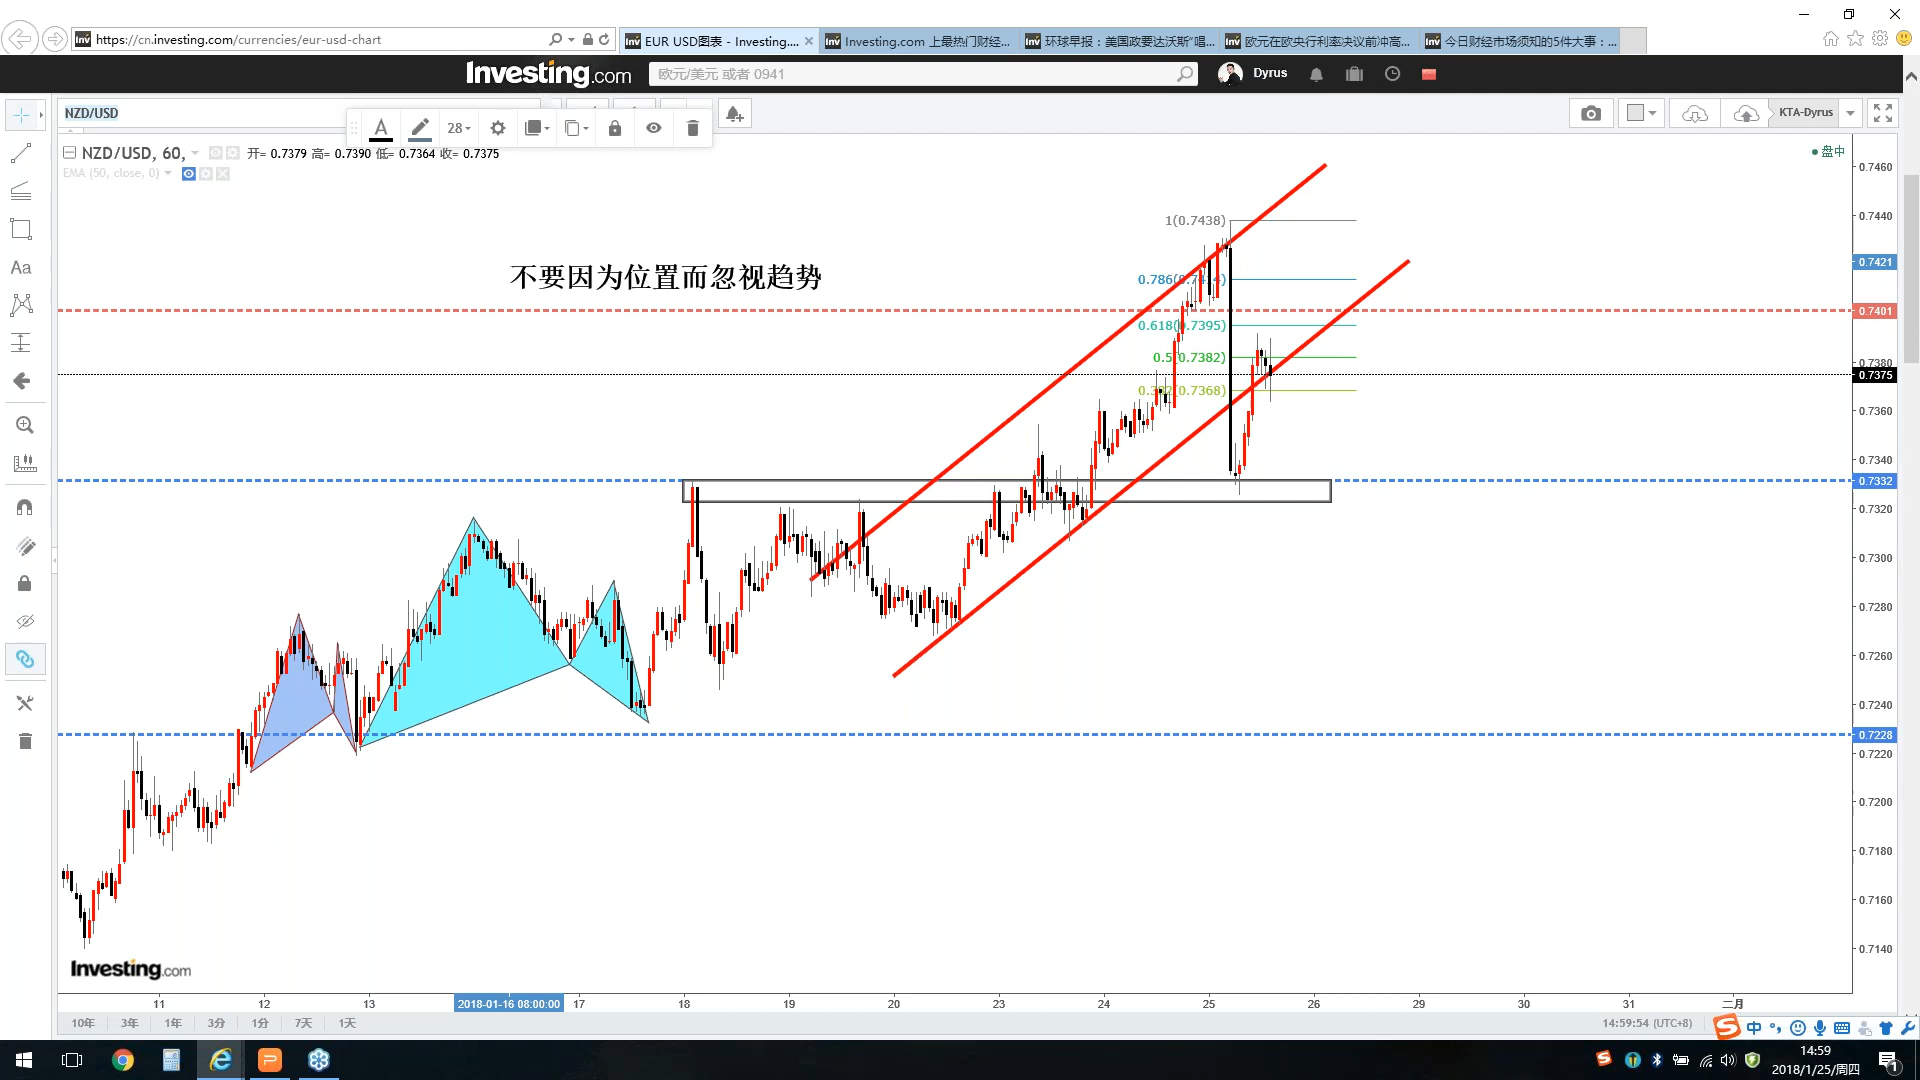 https://cn.investing.com/currencies/eur-usd-chart
EUR USD图表 - Investing....
Investing.com 上最热门财经...
环球早报：美国政要达沃斯“唱...
欧元在欧央行利率决议前冲高...
今日财经市场须知的5件大事：...
Investing.com
欧元/美元 或者 0941
Dyrus
NZD/USD
28
KTA-Dyrus
NZD/USD, 60,
开= 0.7379 高= 0.7390 低= 0.7364 收= 0.7375
盘中
EMA (50, close, 0)
Aa
不要因为位置而忽视趋势
1(0.7438)
0.618(0.7395)
0.5(0.7382)
0.7460
0.7440
0.7421
0.7401
0.7380
0.7375
0.7360
0.7340
0.7332
0.7320
0.7300
0.7280
0.7260
0.7240
0.7228
0.7220
0.7200
0.7180
0.7160
0.7140
Investing.com
11 12 13 2018-01-16 08:00:00 17 18 19 20 23 24 25 26 29 30 31 二月
10年 3年 1年 3分 1分 7天 1天
14:59:54 (UTC+8)
中
14:59
2018/1/25/周四